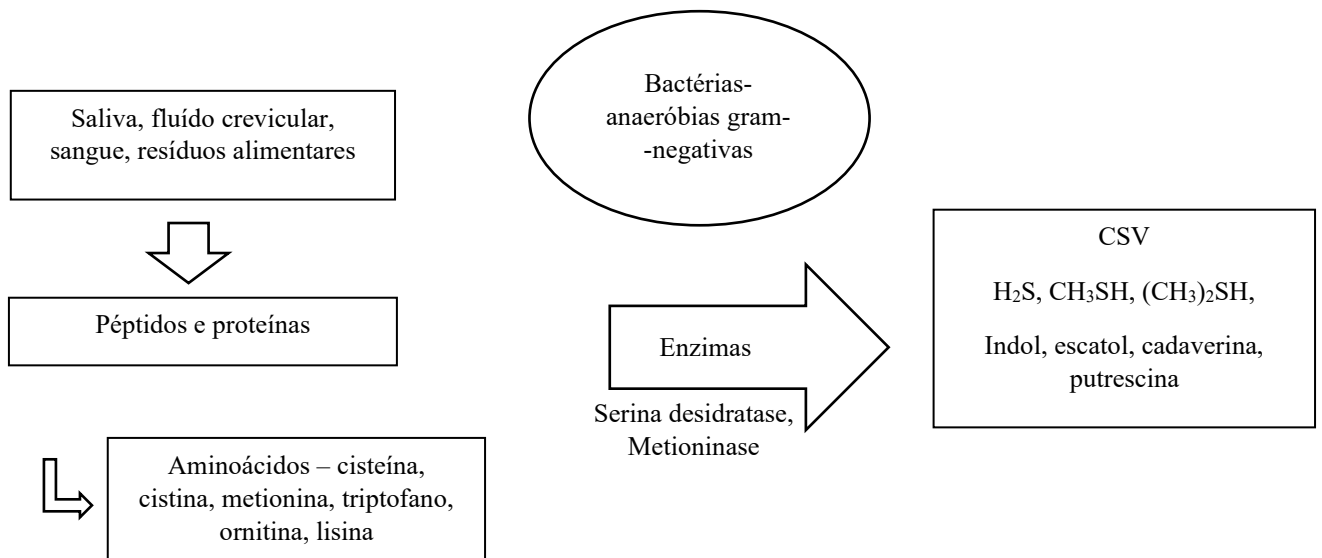 Saliva, fluído crevicular,
sangue, resíduos alimentares
Péptidos e proteínas
Aminoácidos – cisteína,
cistina, metionina, triptofano,
ornitina, lisina
Bactérias-
anaeróbias gram-
-negativas
Enzimas
Serina desidratase,
Metioninase
CSV
H₂S, CH₃SH, (CH₃)₂SH,
Indol, escatol, cadaverina,
putrescina